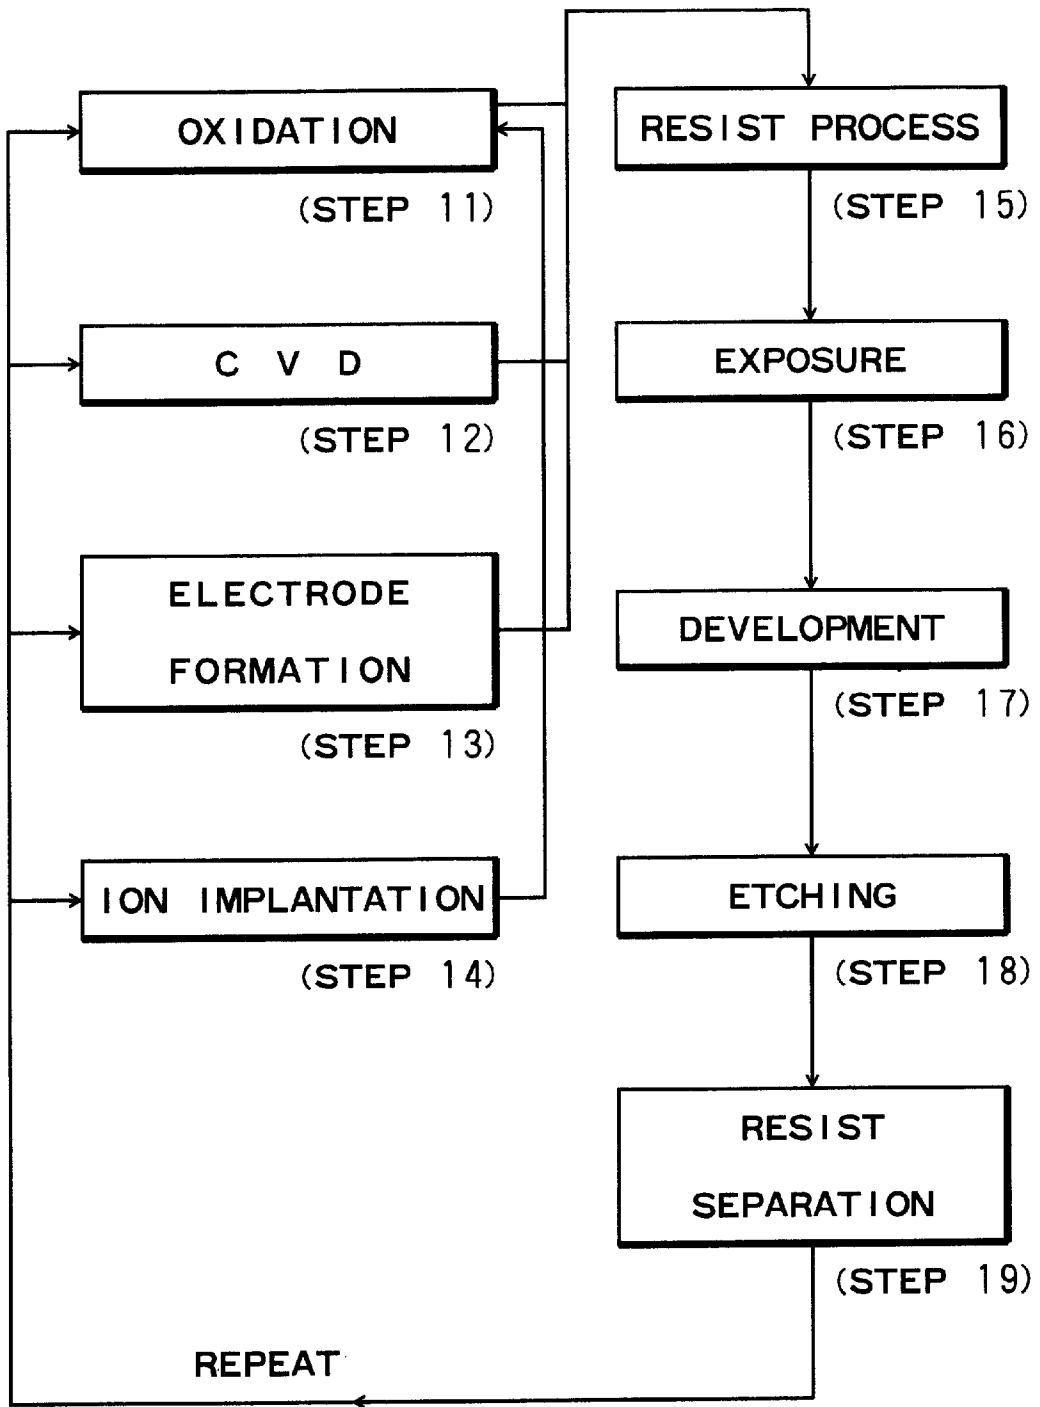 OXIDATION
(STEP 11)
C V D
(STEP 12)
ELECTRODE
FORMATION
(STEP 13)
ION IMPLANTATION
(STEP 14)
RESIST PROCESS
(STEP 15)
EXPOSURE
(STEP 16)
DEVELOPMENT
(STEP 17)
ETCHING
(STEP 18)
RESIST
SEPARATION
(STEP 19)
REPEAT